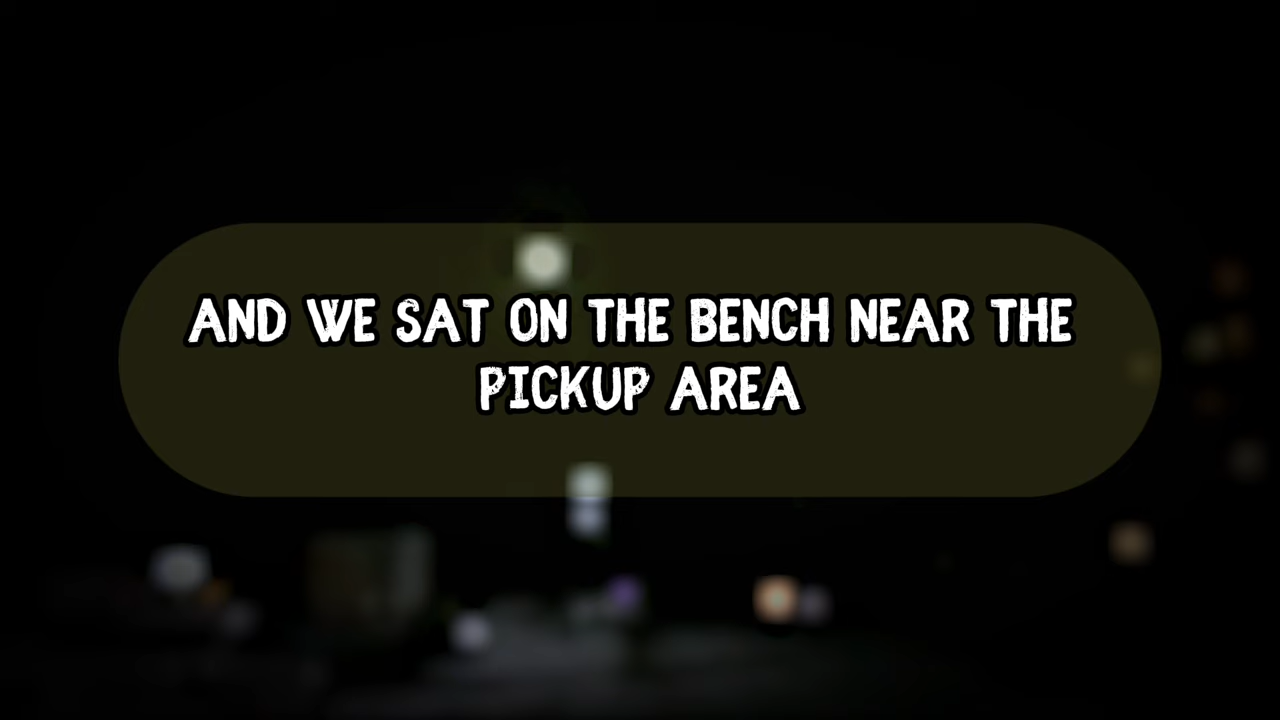 AND WE SAT ON THE BENCH NEAR THE
PICKUP AREA